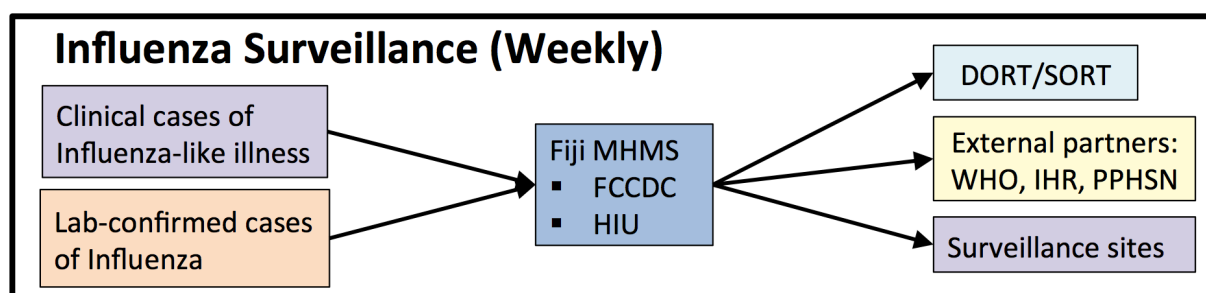 Influenza Surveillance (Weekly)
Clinical cases of
Influenza-like illness
Lab-confirmed cases
of Influenza
Fiji MHMS
▪ FCCDC
▪ HIU
DORT/SORT
External partners:
WHO, IHR, PPHSN
Surveillance sites